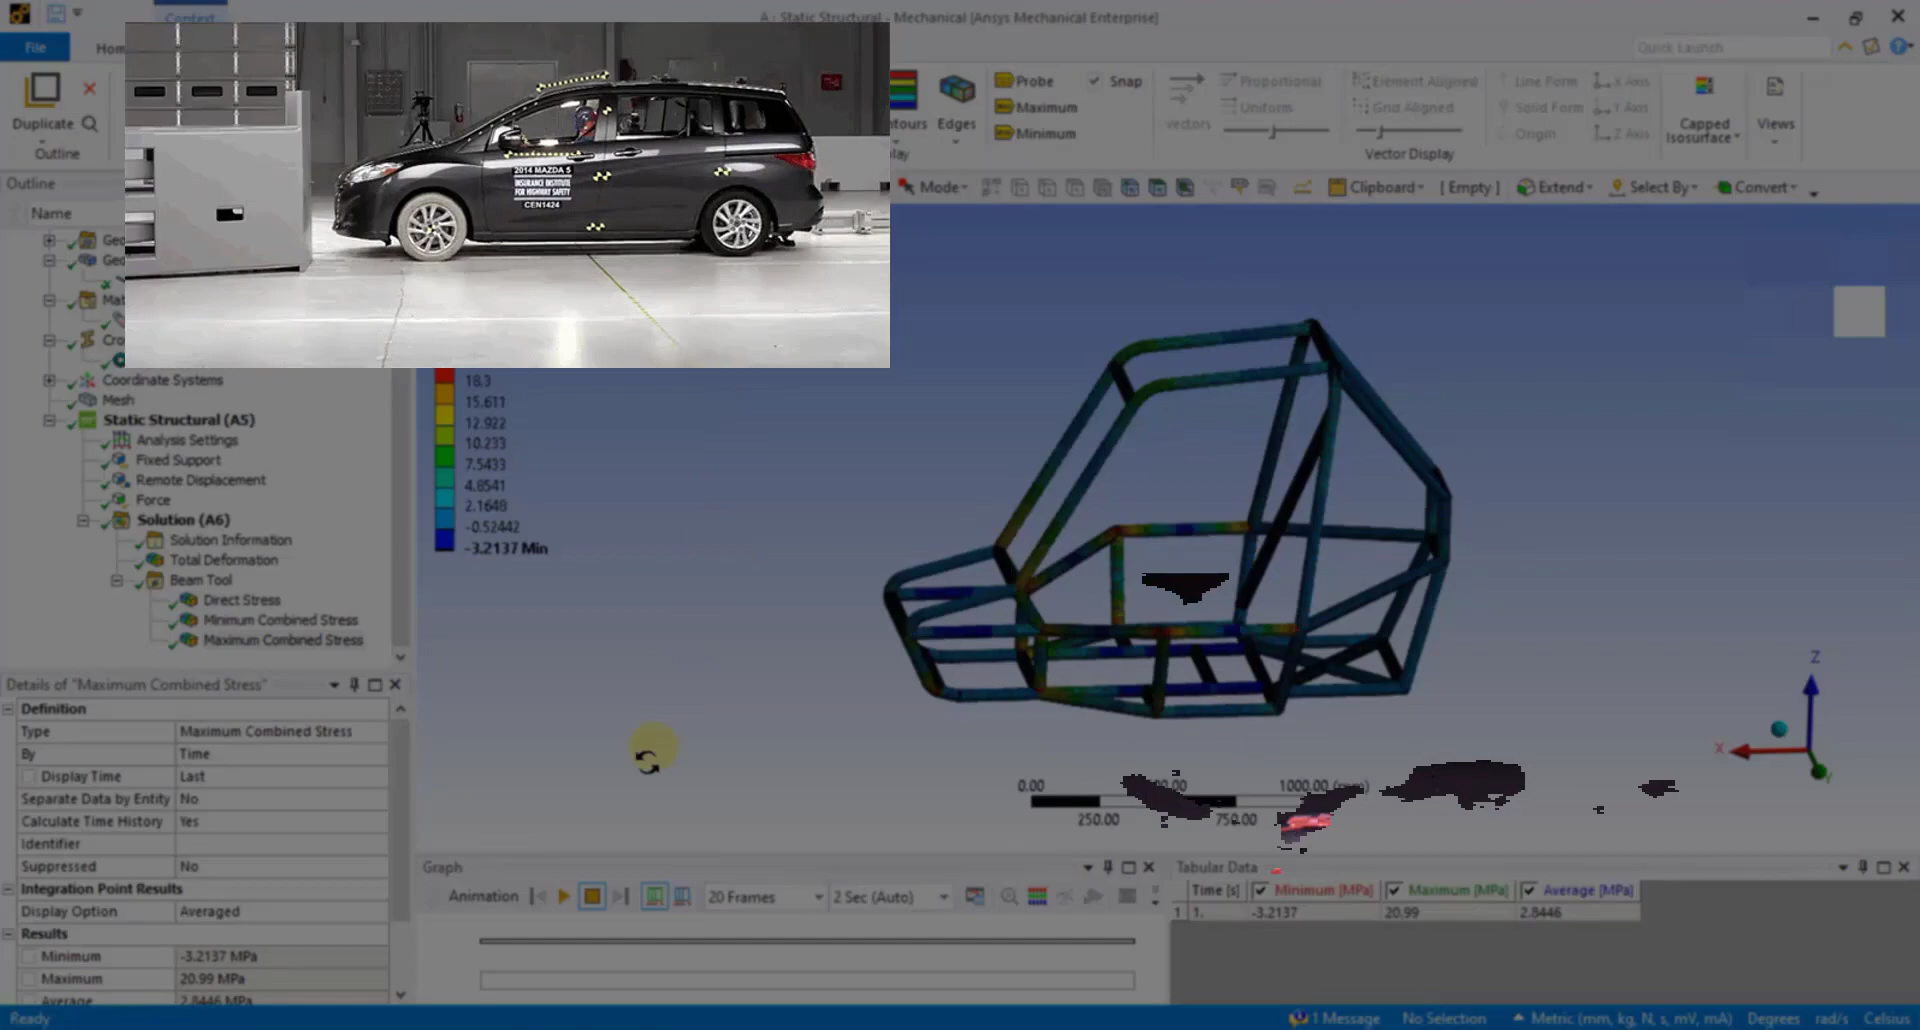 Context
A : Static Structural - Mechanical [Ansys Mechanical Enterprise]
File
Quick Launch
Duplicate
Outline
Probe
Maximum
Minimum
Snap
Edges
vectors
Proportional
Uniform
Element Aligned
Grid Aligned
Vector Display
Line Form
Solid Form
Origin
X Axis
Y Axis
Z Axis
Capped
Isosurface
Views
2014 MAZDA 5
INSURANCE INSTITUTE
FOR HIGHWAY SAFETY
CEN1424
Outline
Mode
Clipboard
[ Empty ]
Extend
Select By
Convert
Name
Coordinate Systems
Mesh
Static Structural (A5)
Analysis Settings
Fixed Support
Remote Displacement
Force
Solution (A6)
Solution Information
Total Deformation
Beam Tool
Direct Stress
Minimum Combined Stress
Maximum Combined Stress
18.3
15.611
12.922
10.233
7.5433
4.8541
2.1648
-0.52442
-3.2137 Min
Z
X
Y
0.00
1000.00 (mm)
250.00
750.00
Details of "Maximum Combined Stress"
Definition
Type Maximum Combined Stress
By Time
Display Time Last
Separate Data by Entity No
Calculate Time History Yes
Identifier
Suppressed No
Integration Point Results
Display Option Averaged
Results
Minimum -3.2137 MPa
Maximum 20.99 MPa
Average 2.8446 MPa
Graph
Animation
20 Frames
2 Sec (Auto)
Tabular Data
Time [s] Minimum [MPa] Maximum [MPa] Average [MPa]
1 1. -3.2137 20.99 2.8446
Ready
1 Message
No Selection
Metric (mm, kg, N, s, mV, mA)
Degrees
rad/s
Celsius